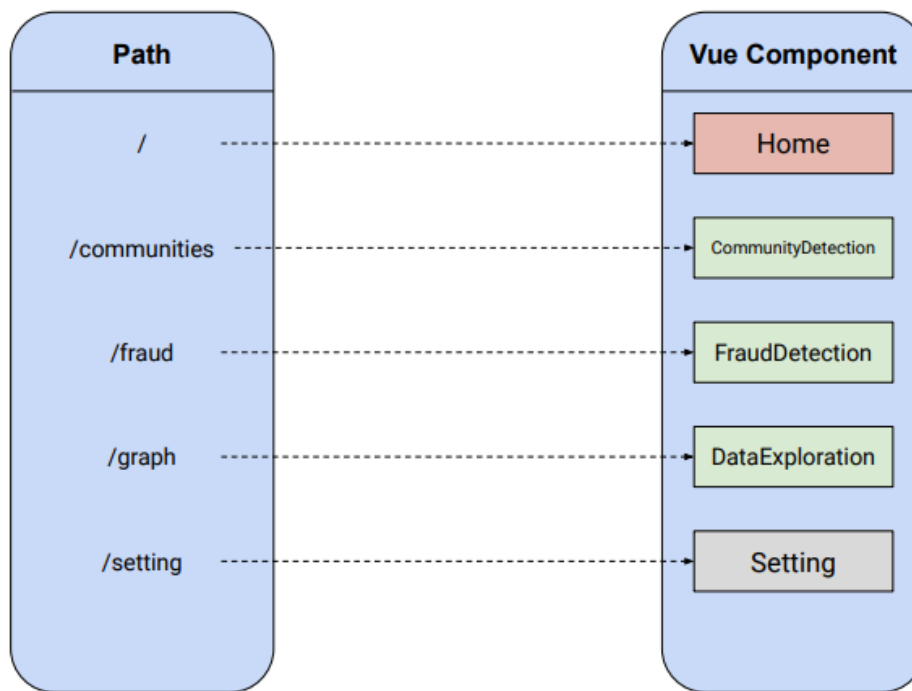 Path
Vue Component
/
Home
/communities
CommunityDetection
/fraud
FraudDetection
/graph
DataExploration
/setting
Setting